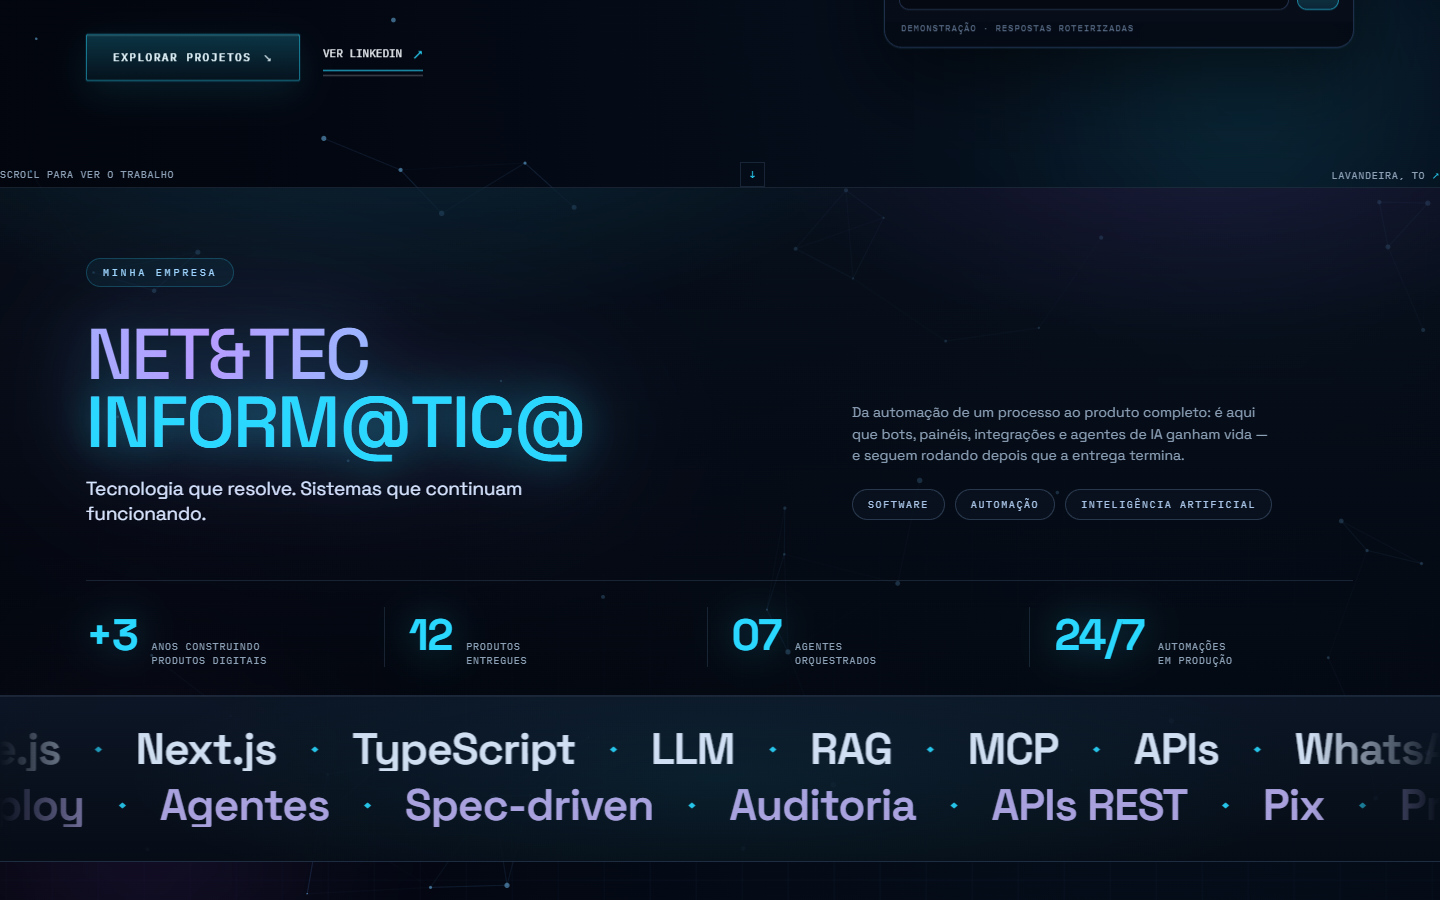 DEMONSTRAÇÃO · RESPOSTAS ROTEIRIZADAS
EXPLORAR PROJETOS ↘
VER LINKEDIN ↗
SCROLL PARA VER O TRABALHO
↓
LAVANDEIRA, TO ↗
MINHA EMPRESA
NET&TEC
INFORM@TIC@
Tecnologia que resolve. Sistemas que continuam
funcionando.
Da automação de um processo ao produto completo: é aqui
que bots, painéis, integrações e agentes de IA ganham vida —
e seguem rodando depois que a entrega termina.
SOFTWARE
AUTOMAÇÃO
INTELIGÊNCIA ARTIFICIAL
+3
ANOS CONSTRUINDO
PRODUTOS DIGITAIS
12
PRODUTOS
ENTREGUES
07
AGENTES
ORQUESTRADOS
24/7
AUTOMAÇÕES
EM PRODUÇÃO
e.js Next.js TypeScript LLM RAG MCP APIs WhatsA
ploy Agentes Spec-driven Auditoria APIs REST Pix